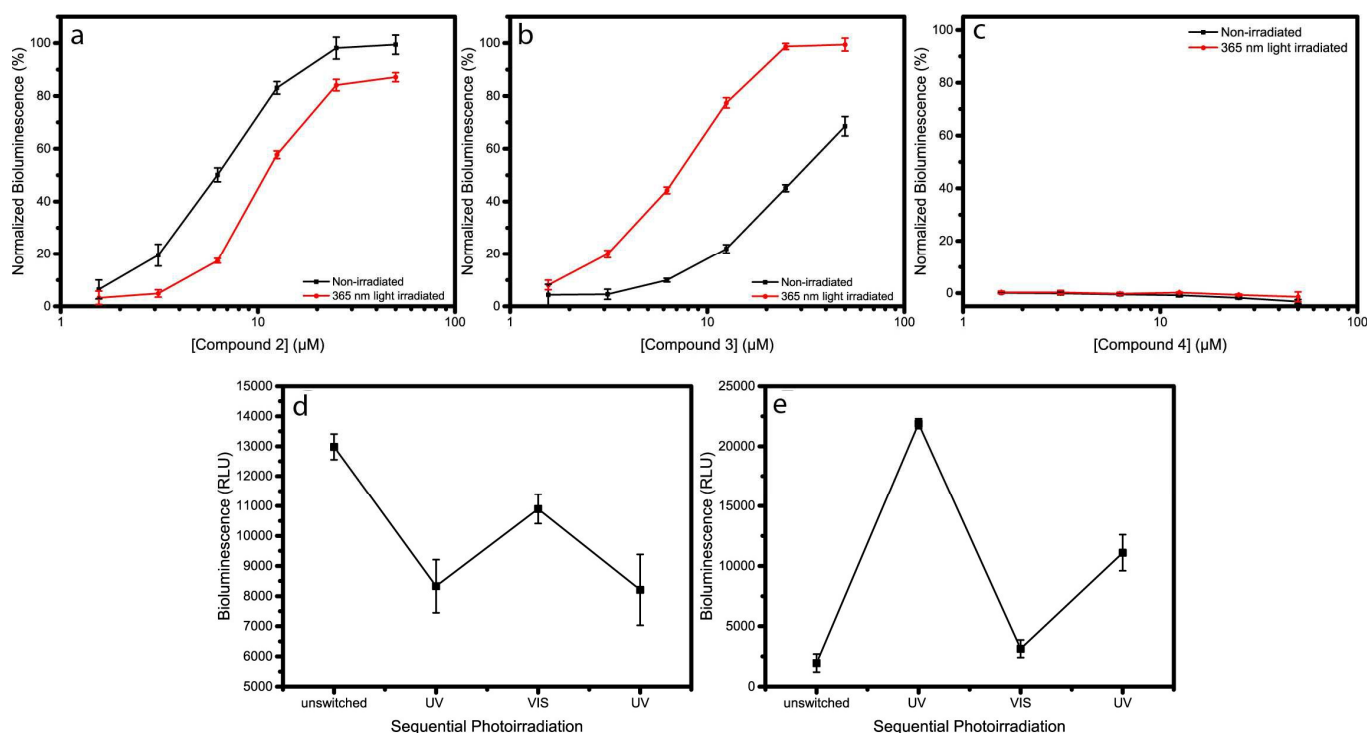 a
Normalized Bioluminescence (%)
100
80
60
40
20
0
1
10
100
[Compound 2] (µM)
Non-irradiated
365 nm light irradiated
b
Normalized Bioluminescence (%)
100
80
60
40
20
0
1
10
100
[Compound 3] (µM)
Non-irradiated
365 nm light irradiated
c
Normalized Bioluminescence (%)
100
80
60
40
20
0
1
10
100
[Compound 4] (µM)
Non-irradiated
365 nm light irradiated
d
Bioluminescence (RLU)
15000
14000
13000
12000
11000
10000
9000
8000
7000
6000
5000
unswitched
UV
VIS
UV
Sequential Photoirradiation
e
Bioluminescence (RLU)
25000
20000
15000
10000
5000
0
unswitched
UV
VIS
UV
Sequential Photoirradiation